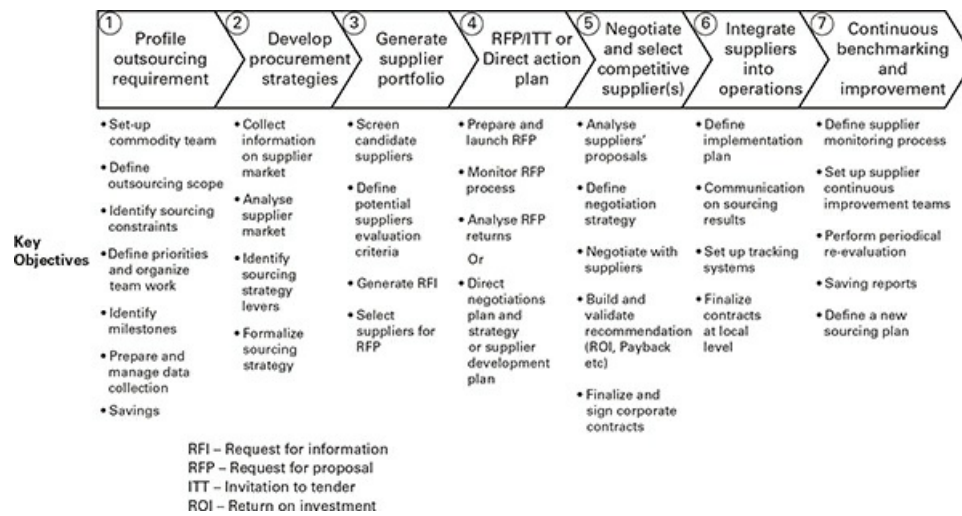 1
Profile
outsourcing
requirement
2
Develop
procurement
strategies
3
Generate
supplier
portfolio
4
RFP/ITT or
Direct action
plan
5
Negotiate
and select
competitive
supplier(s)
6
Integrate
suppliers
into
operations
7
Continuous
benchmarking
and
improvement
Key
Objectives
• Set-up
commodity team
• Define
outsourcing scope
• Identify sourcing
constraints
• Define priorities
and organize
team work
• Identify
milestones
• Prepare and
manage data
collection
• Savings
• Collect
information
on supplier
market
• Analyse
supplier
market
• Identify
sourcing
strategy
levers
• Formalize
sourcing
strategy
• Screen
candidate
suppliers
• Define
potential
suppliers
evaluation
criteria
• Generate RFI
• Select
suppliers for
RFP
• Prepare and
launch RFP
• Monitor RFP
process
• Analyse RFP
returns
Or
• Direct
negotiations
plan and
strategy
or supplier
development
plan
• Analyse
suppliers'
proposals
• Define
negotiation
strategy
• Negotiate with
suppliers
• Build and
validate
recommendation
(ROI, Payback
etc)
• Finalize and
sign corporate
contracts
• Define
implementation
plan
• Communication
on sourcing
results
• Set up tracking
systems
• Finalize
contracts
at local
level
• Define supplier
monitoring process
• Set up supplier
continuous
improvement teams
• Perform periodical
re-evaluation
• Saving reports
• Define a new
sourcing plan
RFI – Request for information
RFP – Request for proposal
ITT – Invitation to tender
ROI – Return on investment